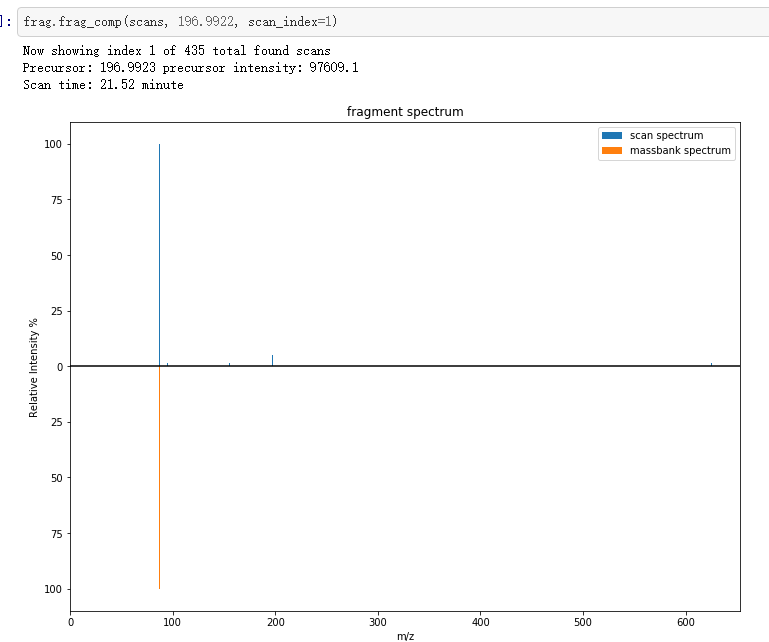 ]: frag.frag_comp(scans, 196.9922, scan_index=1)
Now showing index 1 of 435 total found scans
Precursor: 196.9923 precursor intensity: 97609.1
Scan time: 21.52 minute
fragment spectrum
scan spectrum
massbank spectrum
100
75
50
25
0
25
50
75
100
Relative Intensity %
0 100 200 300 400 500 600
m/z